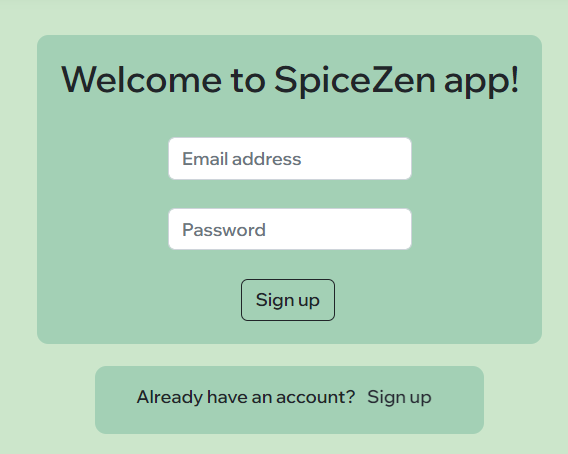 Welcome to SpiceZen app!
Email address
Password
Sign up
Already have an account? Sign up